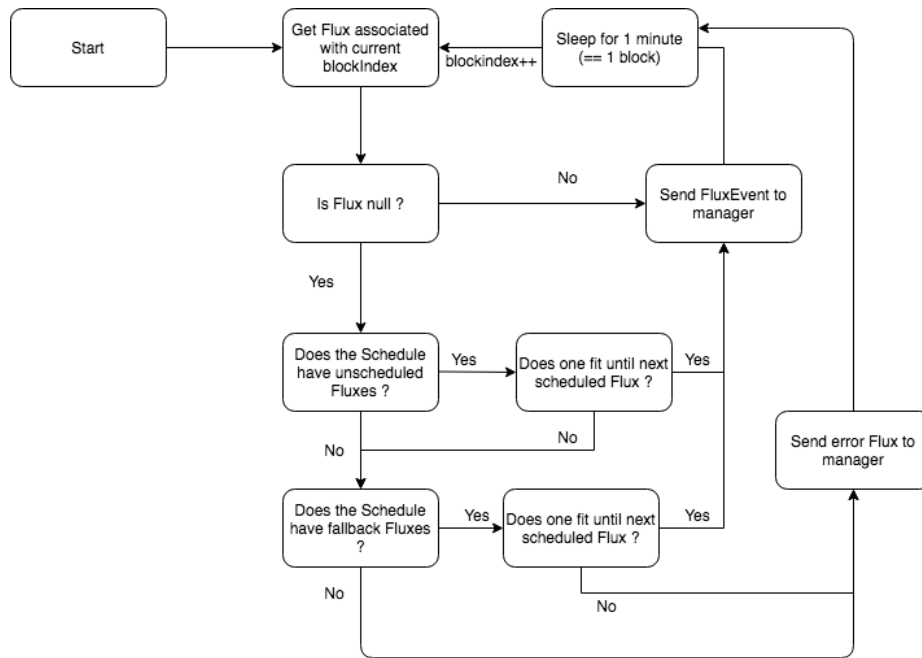 Start
Get Flux associated
with current
blockIndex
Sleep for 1 minute
(== 1 block)
blockindex++
Is Flux null ?
No
Send FluxEvent to
manager
Yes
Does the Schedule
have unscheduled
Fluxes ?
Yes
Does one fit until next
scheduled Flux ?
Yes
No
No
Send error Flux to
manager
Does the Schedule
have fallback Fluxes
?
Yes
Does one fit until next
scheduled Flux ?
Yes
No
No